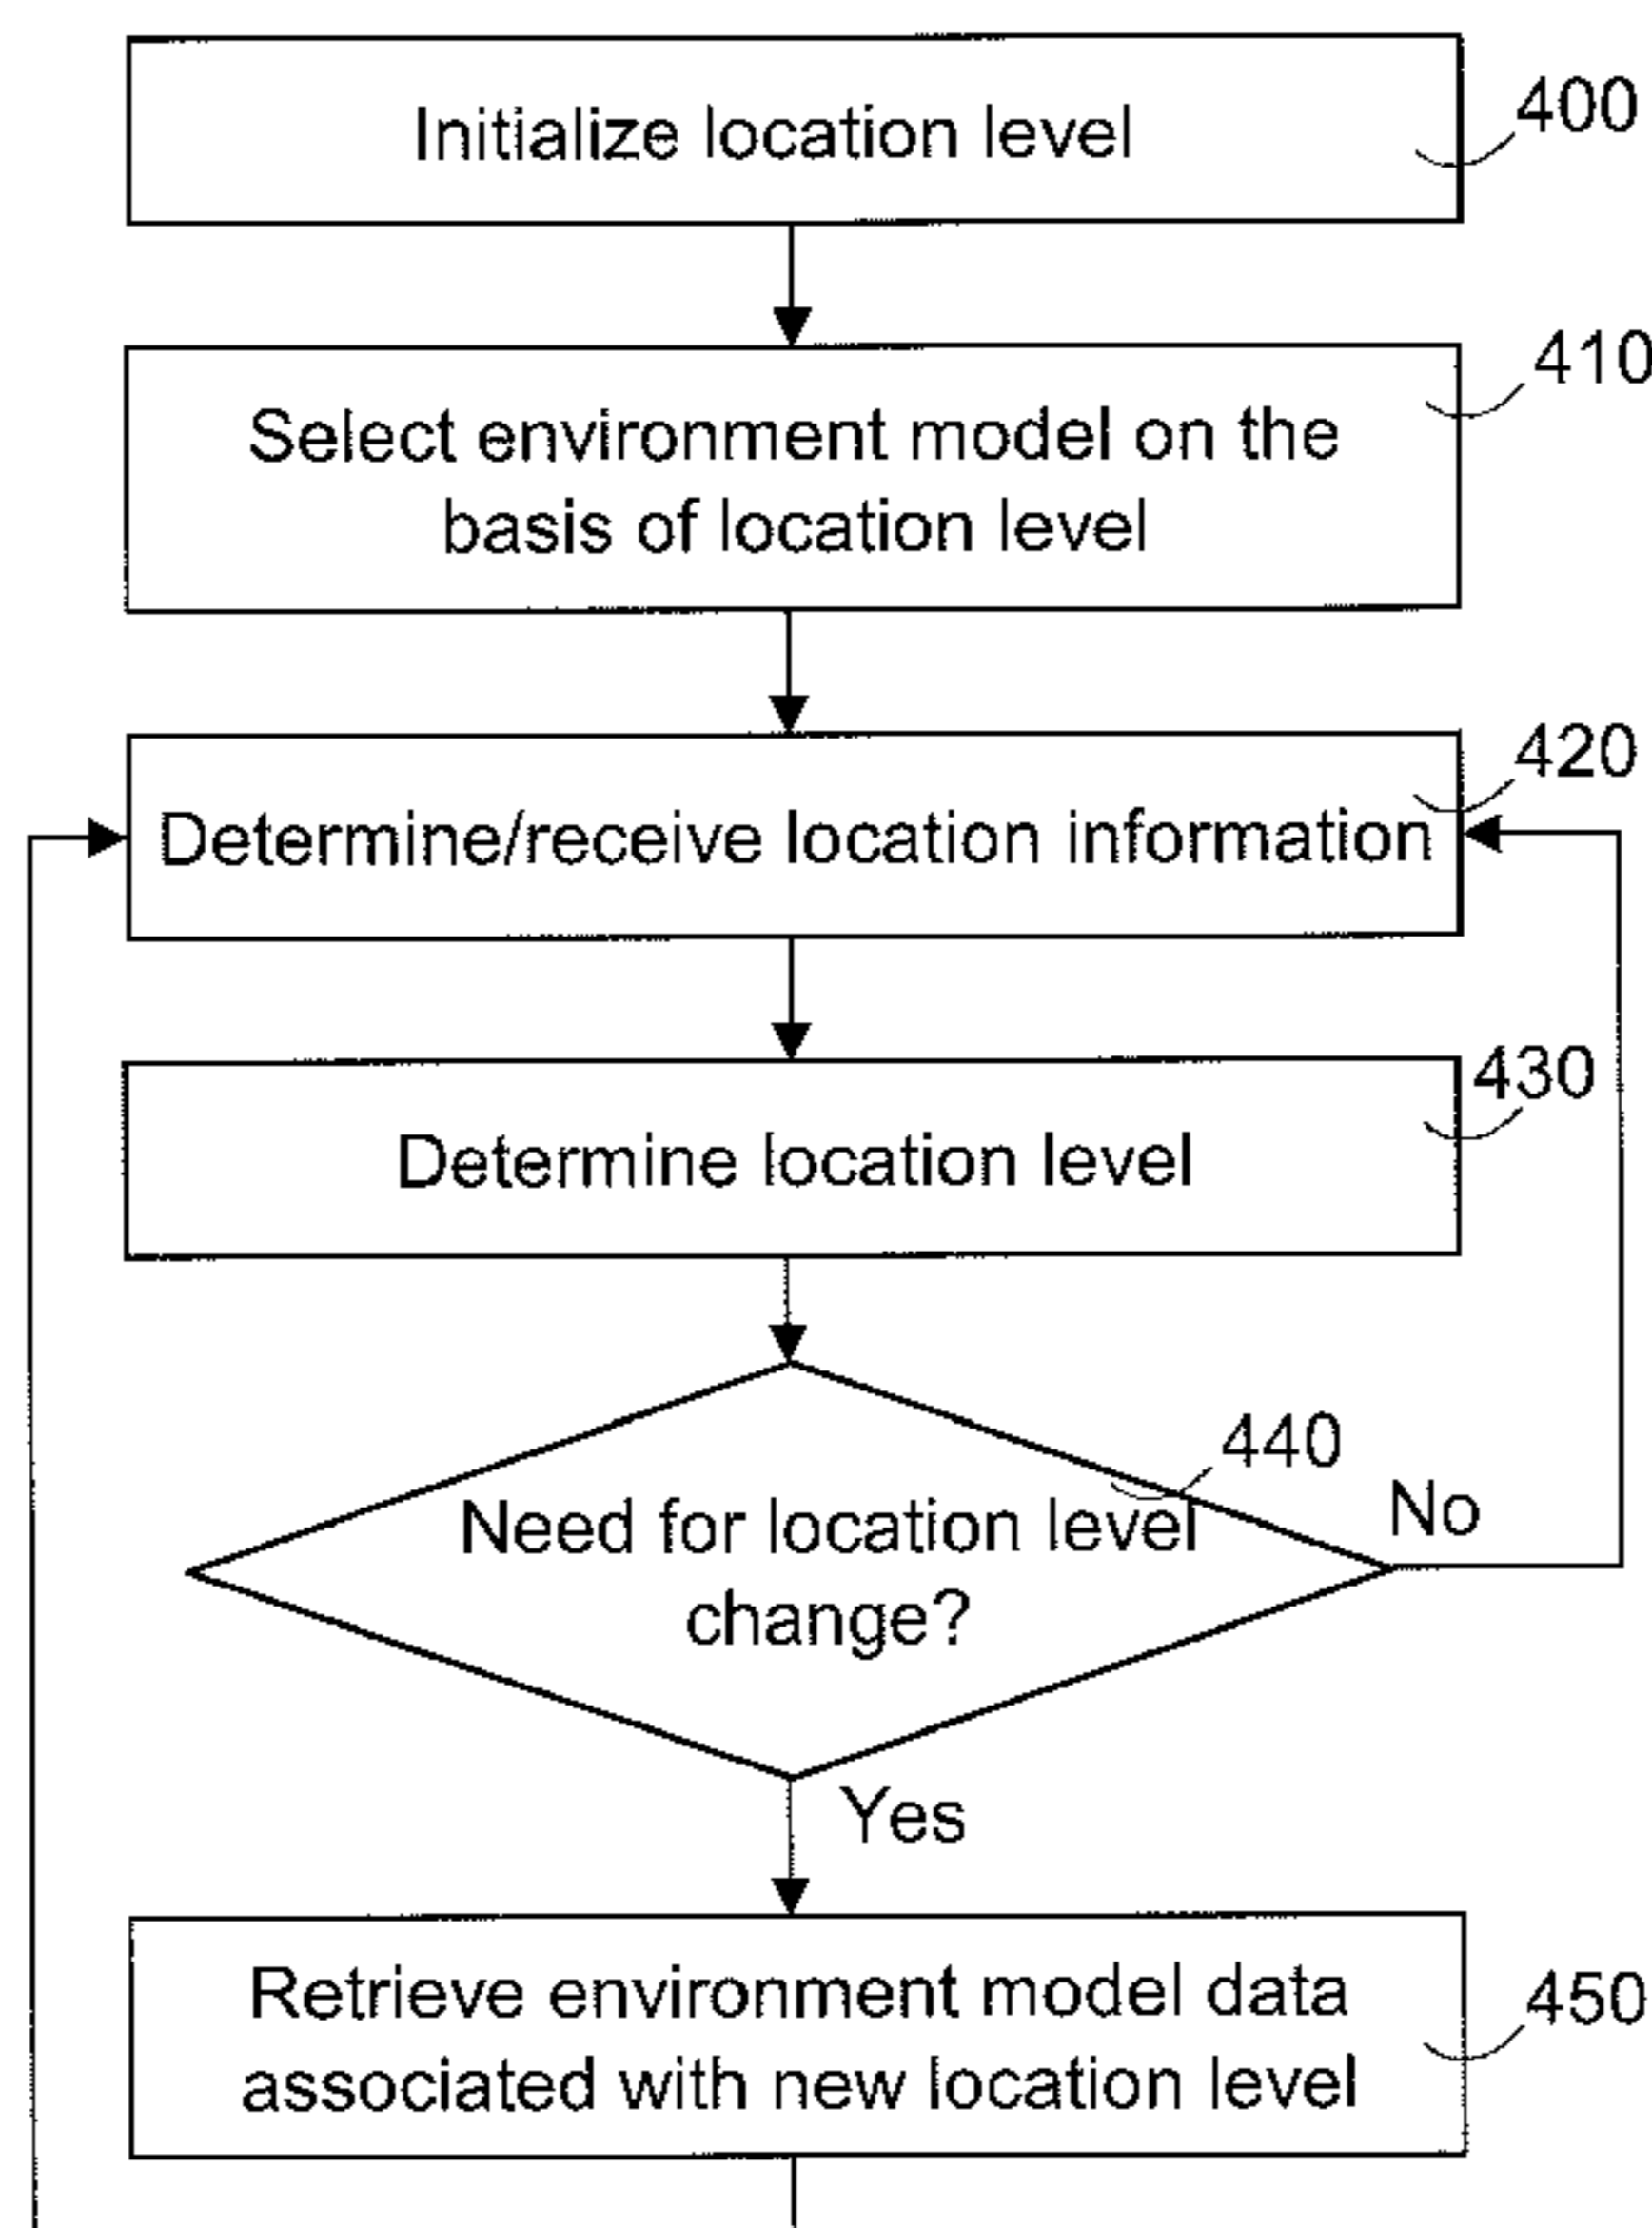 Initialize location level
400
Select environment model on the
basis of location level
410
Determine/receive location information
420
Determine location level
430
Need for location level
change?
440
No
Yes
Retrieve environment model data
associated with new location level
450